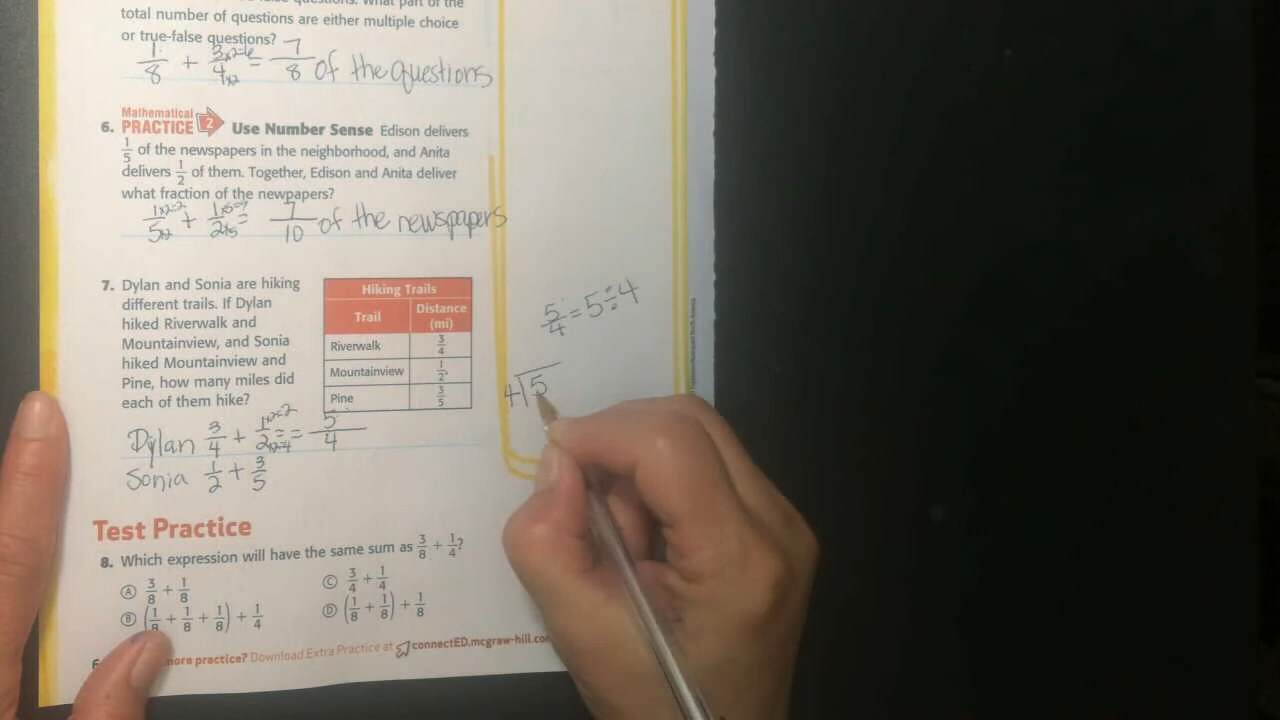 questions. What part of the
total number of questions are either multiple choice
or true-false questions?
1/8 + 3×2=6/4×2 = 7/8 of the questions
6. Mathematical PRACTICE 2 Use Number Sense Edison delivers
1/5 of the newspapers in the neighborhood, and Anita
delivers 1/2 of them. Together, Edison and Anita deliver
what fraction of the newpapers?
1×2=2/5×2 + 1×5=5/2×5 = 7/10 of the newspapers
7. Dylan and Sonia are hiking
different trails. If Dylan
hiked Riverwalk and
Mountainview, and Sonia
hiked Mountainview and
Pine, how many miles did
each of them hike?
Hiking Trails
Trail Distance (mi)
Riverwalk 3/4
Mountainview 1/2
Pine 3/5
5/4 = 5÷4
4⟌5
Dylan 3/4 + 1×2=2/2×2=4 = 5/4
Sonia 1/2 + 3/5
Test Practice
8. Which expression will have the same sum as 3/8 + 1/4?
Ⓐ 3/8 + 1/8
Ⓑ (1/8 + 1/8 + 1/8) + 1/4
Ⓒ 3/4 + 1/4
Ⓓ (1/8 + 1/8) + 1/8
more practice? Download Extra Practice at connectED.mcgraw-hill.co